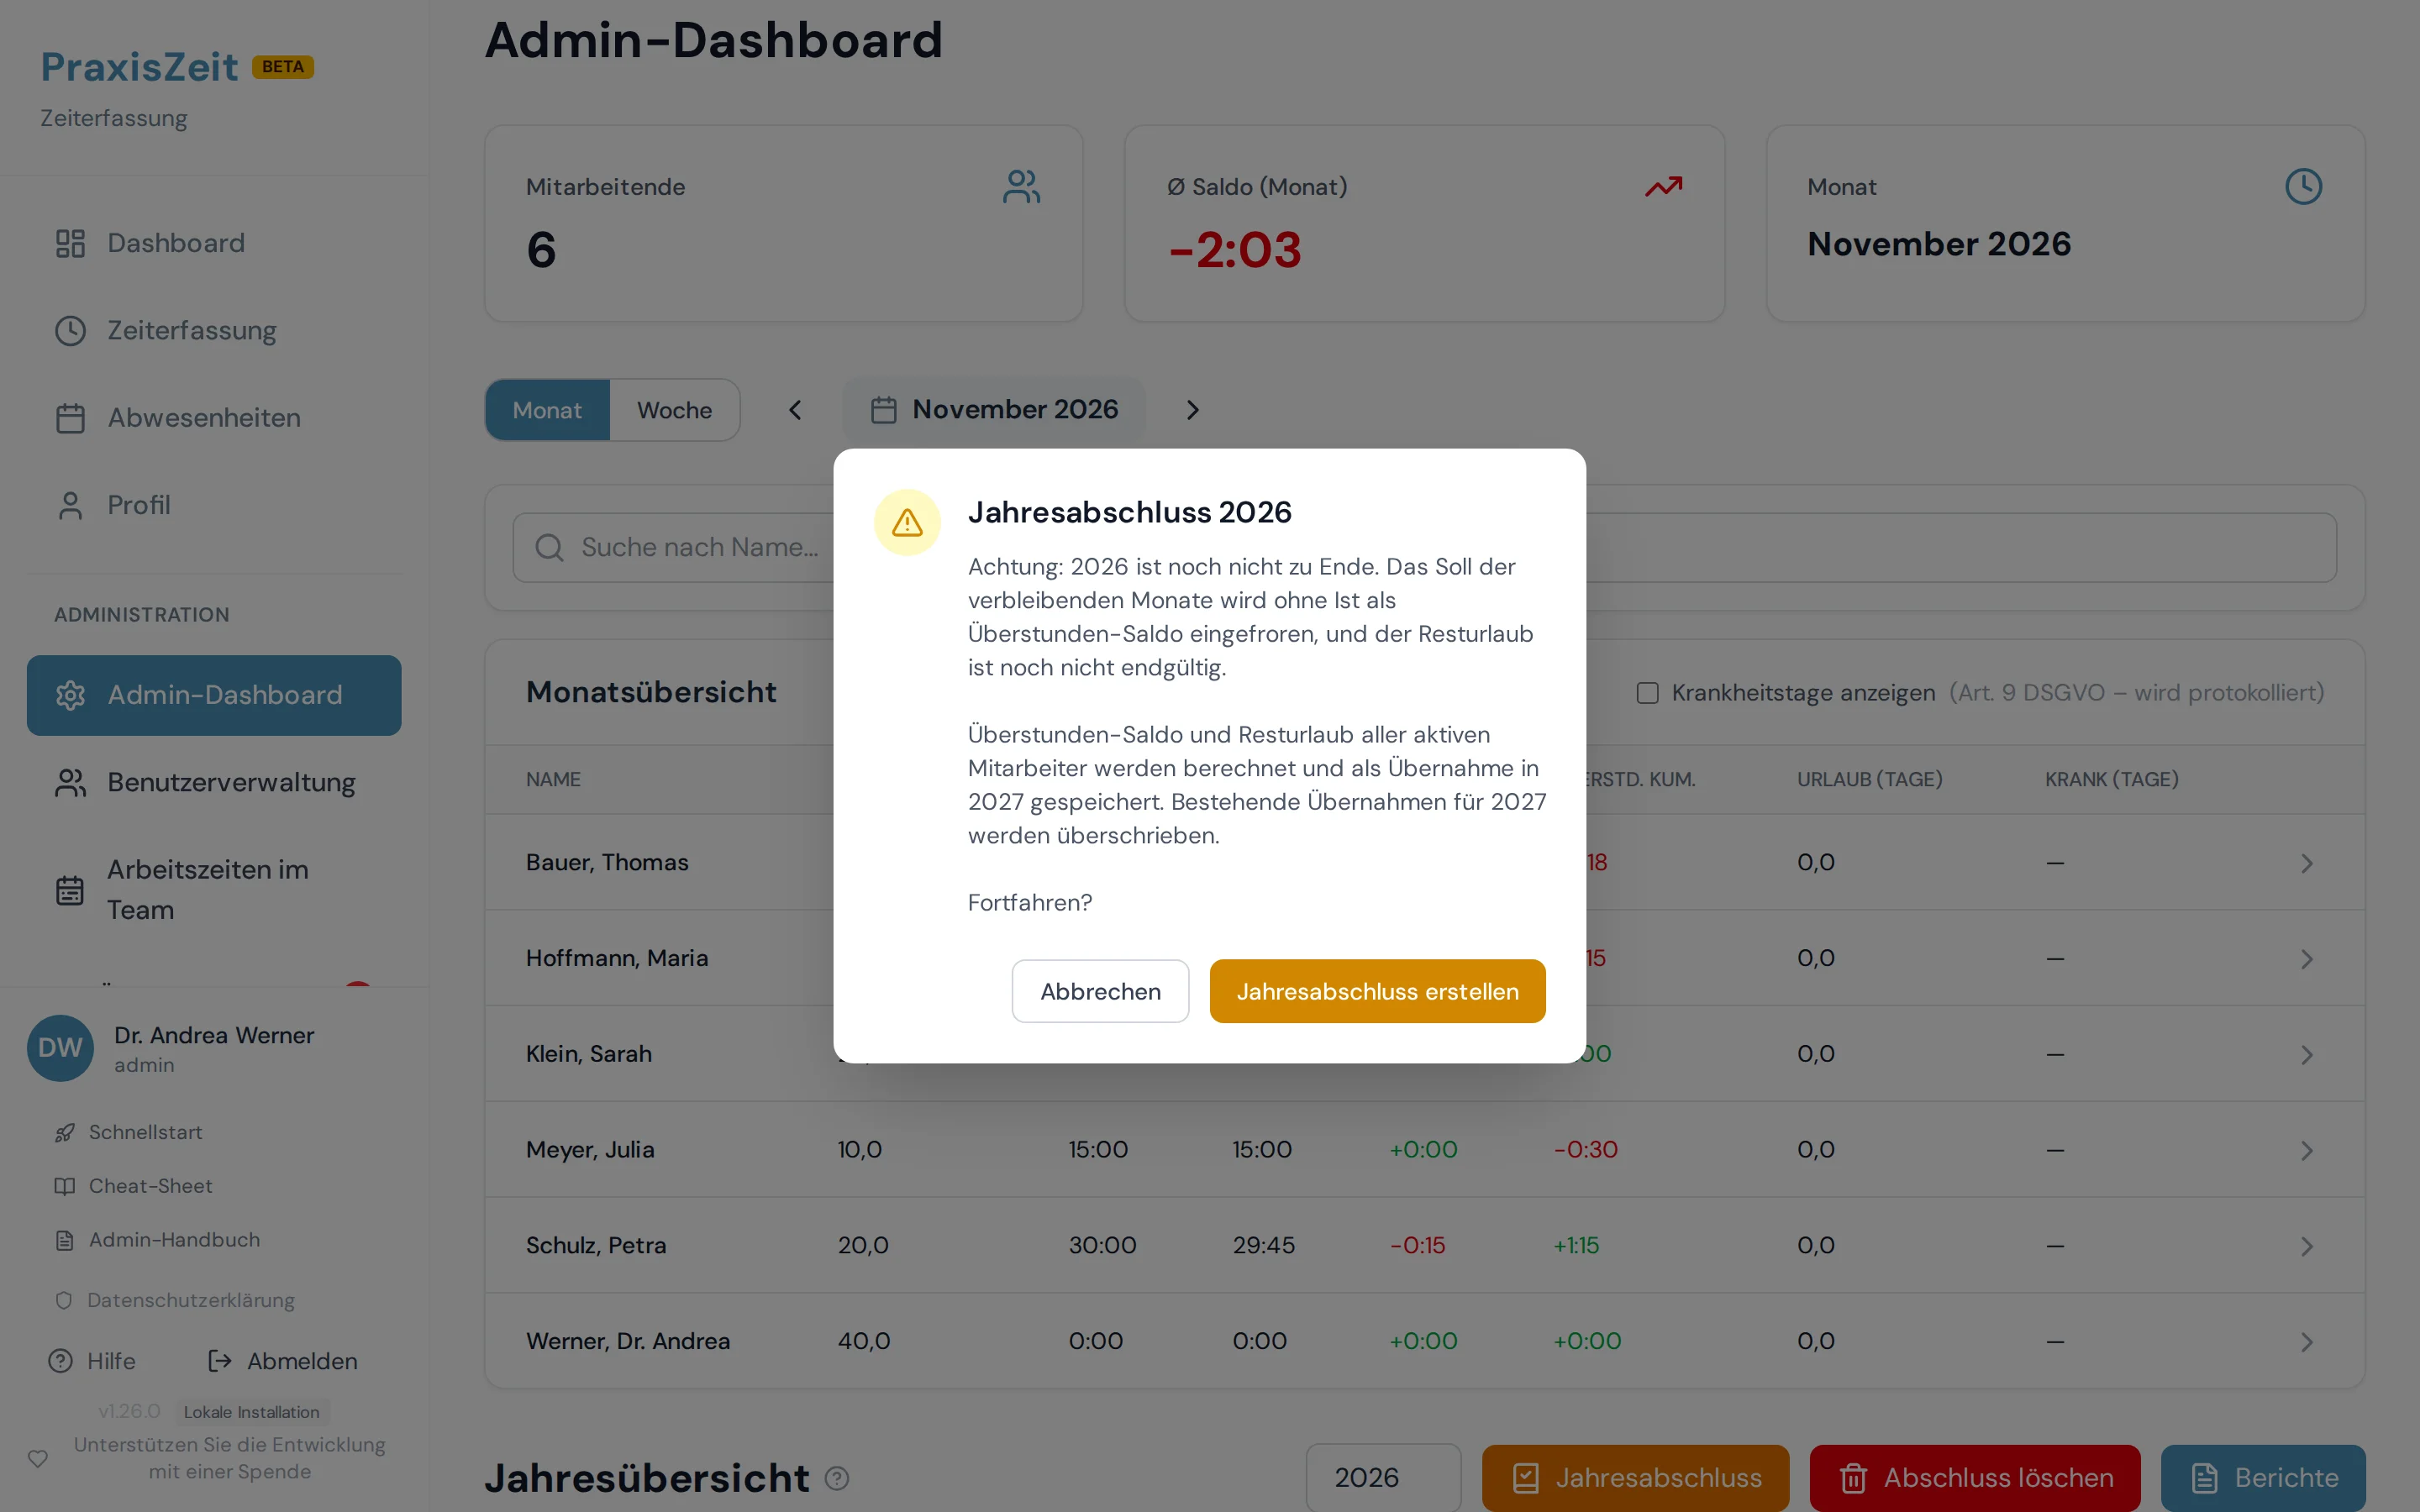 PraxisZeit BETA
Zeiterfassung
Dashboard
Zeiterfassung
Abwesenheiten
Profil
ADMINISTRATION
Admin-Dashboard
Benutzerverwaltung
Arbeitszeiten im
Team
DW
Dr. Andrea Werner
admin
Schnellstart
Cheat-Sheet
Admin-Handbuch
Datenschutzerklärung
Hilfe Abmelden
v1.26.0 Lokale Installation
Unterstützen Sie die Entwicklung
mit einer Spende
Admin-Dashboard
Mitarbeitende
6
Ø Saldo (Monat)
-2:03
Monat
November 2026
Monat Woche November 2026
Suche nach Name...
Monatsübersicht Krankheitstage anzeigen (Art. 9 DSGVO – wird protokolliert)
NAME KUM. URLAUB (TAGE) KRANK (TAGE)
Bauer, Thomas 0,0 —
Hoffmann, Maria 0,0 —
Klein, Sarah 0,0 —
Meyer, Julia 10,0 15:00 15:00 +0:00 -0:30 0,0 —
Schulz, Petra 20,0 30:00 29:45 -0:15 +1:15 0,0 —
Werner, Dr. Andrea 40,0 0:00 0:00 +0:00 +0:00 0,0 —
Jahresabschluss 2026
Achtung: 2026 ist noch nicht zu Ende. Das Soll der
verbleibenden Monate wird ohne Ist als
Überstunden-Saldo eingefroren, und der Resturlaub
ist noch nicht endgültig.
Überstunden-Saldo und Resturlaub aller aktiven
Mitarbeiter werden berechnet und als Übernahme in
2027 gespeichert. Bestehende Übernahmen für 2027
werden überschrieben.
Fortfahren?
Abbrechen Jahresabschluss erstellen
Jahresübersicht 2026 Jahresabschluss Abschluss löschen Berichte